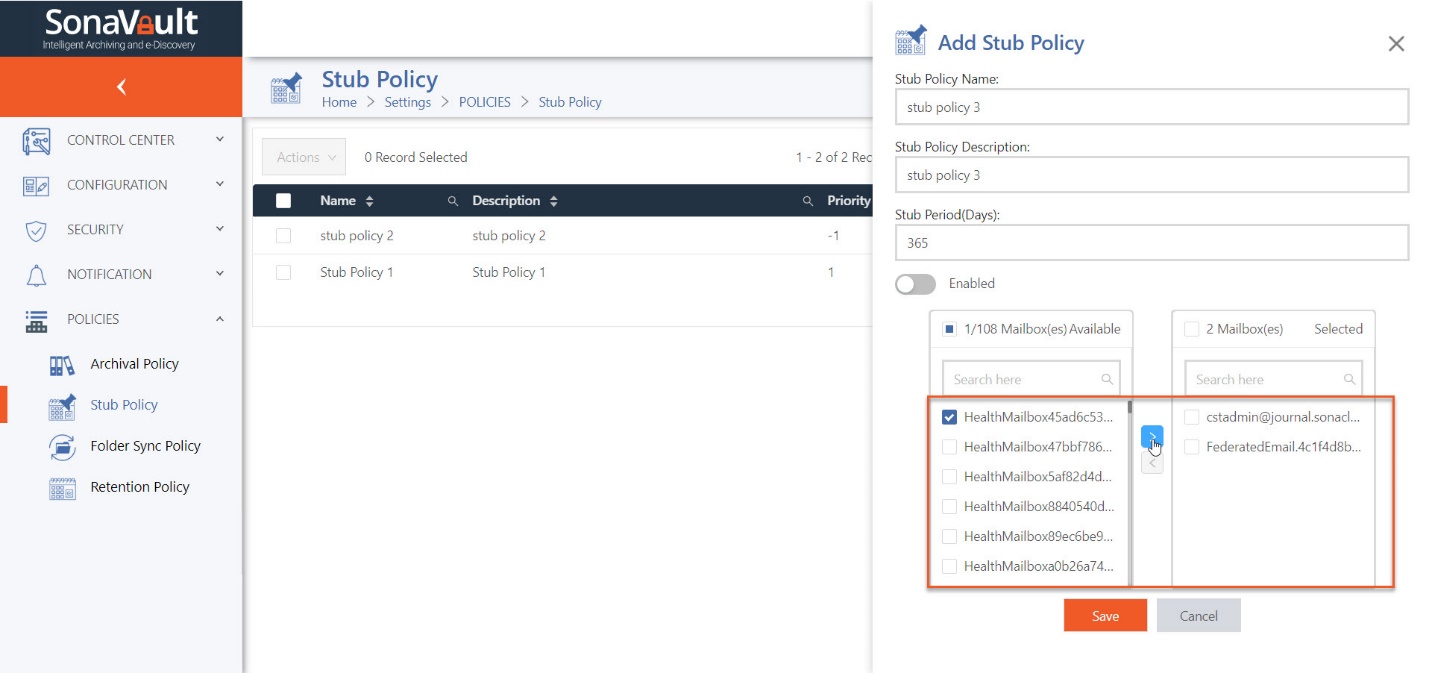 SonaVault
Intelligent Archiving and e-Discovery
CONTROL CENTER
CONFIGURATION
SECURITY
NOTIFICATION
POLICIES
Archival Policy
Stub Policy
Folder Sync Policy
Retention Policy
Stub Policy
Home > Settings > POLICIES > Stub Policy
Actions 0 Record Selected 1 - 2 of 2 Rec
Name Description Priority
stub policy 2 stub policy 2 -1
Stub Policy 1 Stub Policy 1 1
Add Stub Policy
Stub Policy Name:
stub policy 3
Stub Policy Description:
stub policy 3
Stub Period(Days):
365
Enabled
1/108 Mailbox(es) Available
Search here
HealthMailbox45ad6c53...
HealthMailbox47bbf786...
HealthMailbox5af82d4d...
HealthMailbox8840540d...
HealthMailbox89ec6be9...
HealthMailboxa0b26a74...
2 Mailbox(es) Selected
Search here
cstadmin@journal.sonacl...
FederatedEmail.4c1f4d8b...
Save Cancel